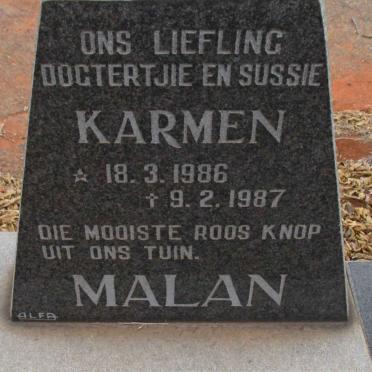 ONS LIEFLING
DOGTERTJIE EN SUSSIE
KARMEN
☆ 18.3.1986
† 9.2.1987
DIE MOOISTE ROOS KNOP
UIT ONS TUIN.
MALAN
ALFA